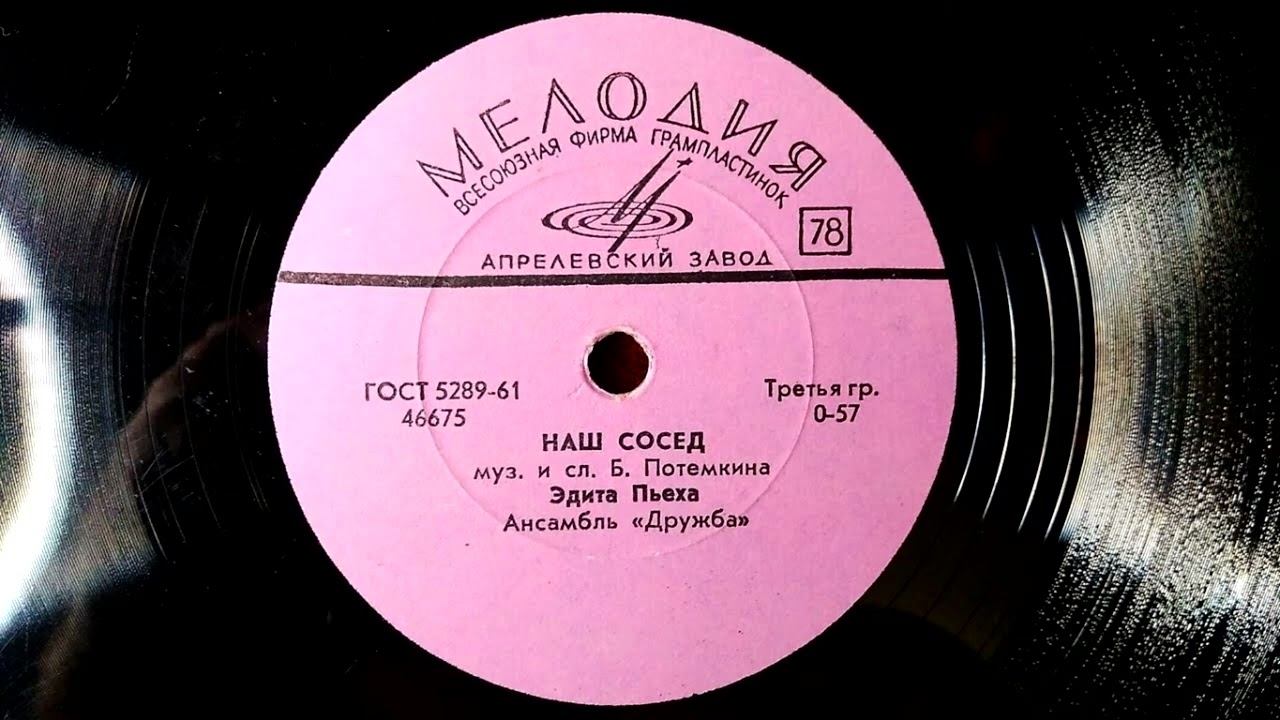 МЕЛОДИЯ
ВСЕСОЮЗНАЯ ФИРМА ГРАМПЛАСТИНОК
78
АПРЕЛЕВСКИЙ ЗАВОД
ГОСТ 5289-61
46675
Третья гр.
0-57
НАШ СОСЕД
муз. и сл. Б. Потемкина
Эдита Пьеха
Ансамбль «Дружба»